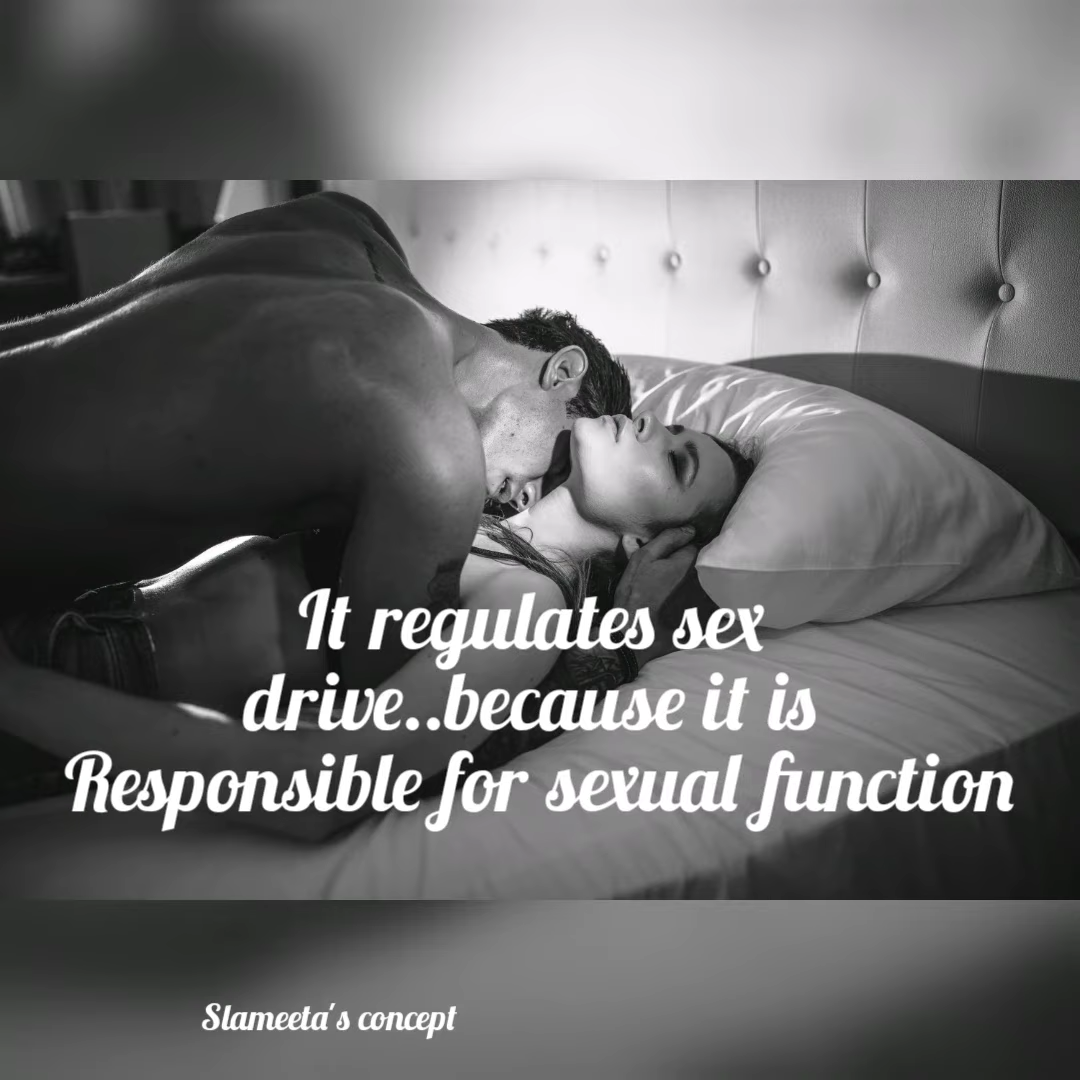 It regulates sex
drive..because it is
Responsible for sexual function
Slameeta's concept